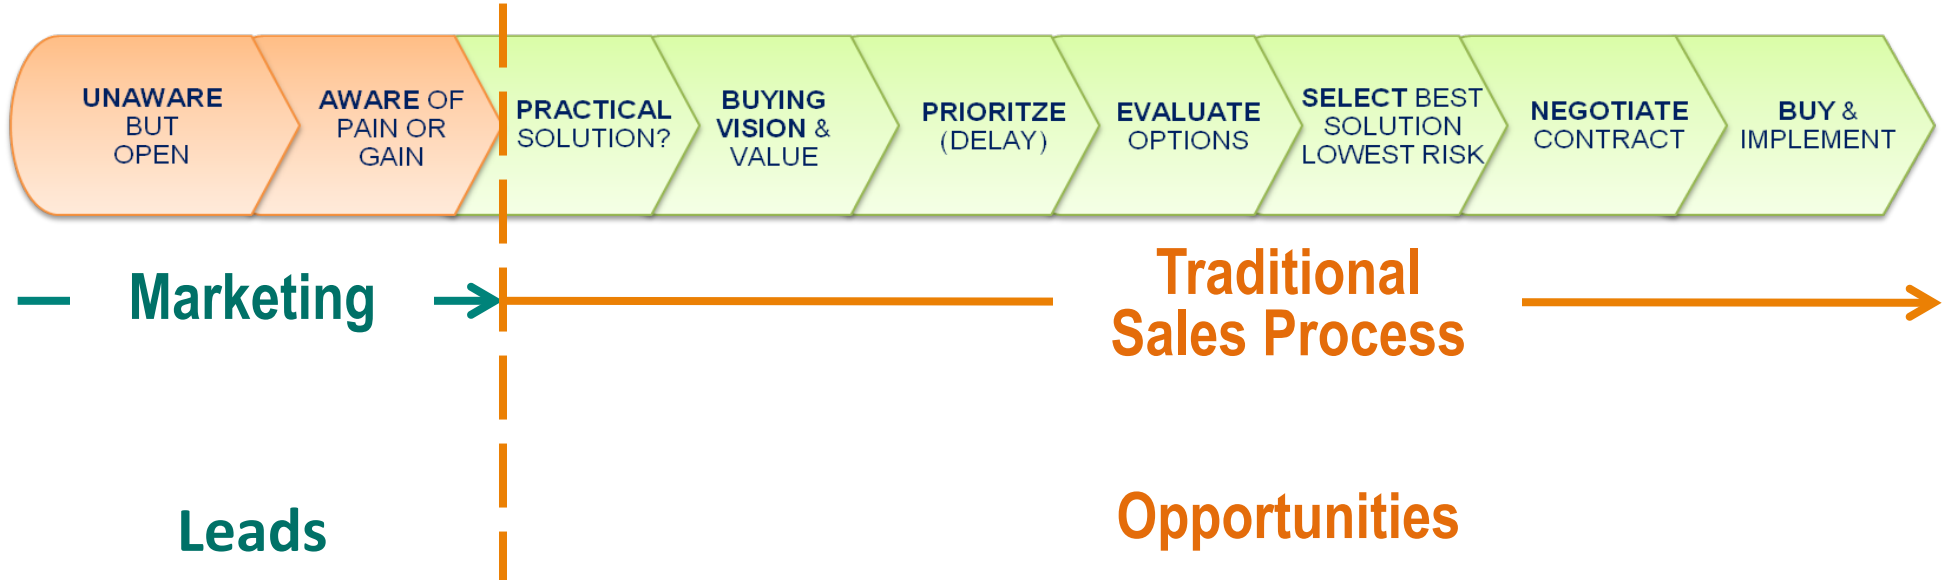 UNAWARE
BUT
OPEN
AWARE OF
PAIN OR
GAIN
PRACTICAL
SOLUTION?
BUYING
VISION &
VALUE
PRIORITZE
(DELAY)
EVALUATE
OPTIONS
SELECT BEST
SOLUTION
LOWEST RISK
NEGOTIATE
CONTRACT
BUY &
IMPLEMENT
Marketing
Traditional
Sales Process
Leads
Opportunities